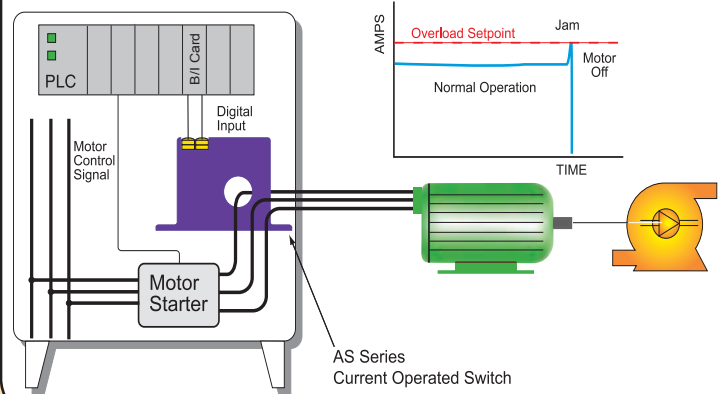 PLC
B/I Card
Digital
Input
Motor
Control
Signal
Motor
Starter
AS Series
Current Operated Switch
AMPS
Overload Setpoint
Jam
Motor
Off
Normal Operation
TIME